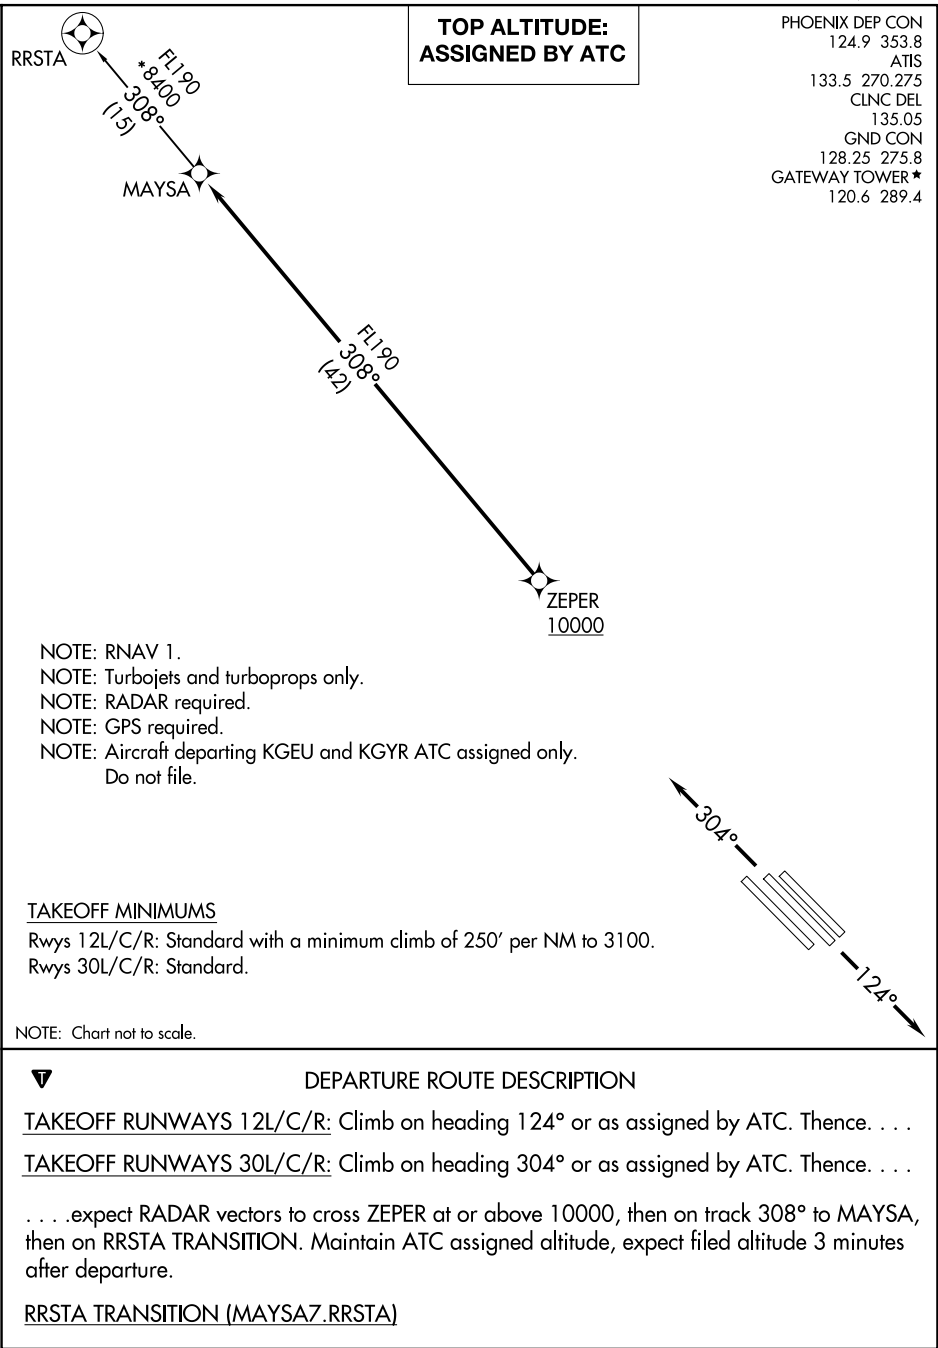 TOP ALTITUDE:
ASSIGNED BY ATC
PHOENIX DEP CON
124.9 353.8
ATIS
133.5 270.275
CLNC DEL
135.05
GND CON
128.25 275.8
GATEWAY TOWER★
120.6 289.4
RRSTA
FL190
*8400
308°
(15)
MAYSA
FL190
308°
(42)
ZEPER
10000
NOTE: RNAV 1.
NOTE: Turbojets and turboprops only.
NOTE: RADAR required.
NOTE: GPS required.
NOTE: Aircraft departing KGEU and KGYR ATC assigned only.
Do not file.
304°
124°
TAKEOFF MINIMUMS
Rwys 12L/C/R: Standard with a minimum climb of 250' per NM to 3100.
Rwys 30L/C/R: Standard.
NOTE: Chart not to scale.
T
DEPARTURE ROUTE DESCRIPTION
TAKEOFF RUNWAYS 12L/C/R: Climb on heading 124° or as assigned by ATC. Thence. . . .
TAKEOFF RUNWAYS 30L/C/R: Climb on heading 304° or as assigned by ATC. Thence. . . .
. . . .expect RADAR vectors to cross ZEPER at or above 10000, then on track 308° to MAYSA,
then on RRSTA TRANSITION. Maintain ATC assigned altitude, expect filed altitude 3 minutes
after departure.
RRSTA TRANSITION (MAYSA7.RRSTA)